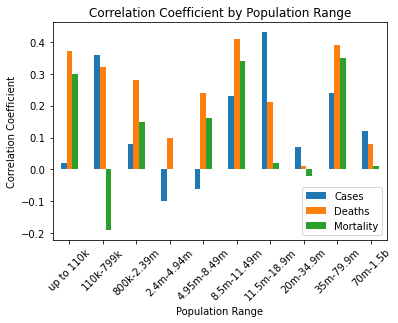 Correlation Coefficient by Population Range
Correlation Coefficient
0.4
0.3
0.2
0.1
0.0
−0.1
−0.2
Cases
Deaths
Mortality
up to 110k
110k-799k
800k-2.39m
2.4m-4.94m
4.95m-8.49m
8.5m-11.49m
11.5m-18.9m
20m-34.9m
35m-79.9m
70m-1.5b
Population Range